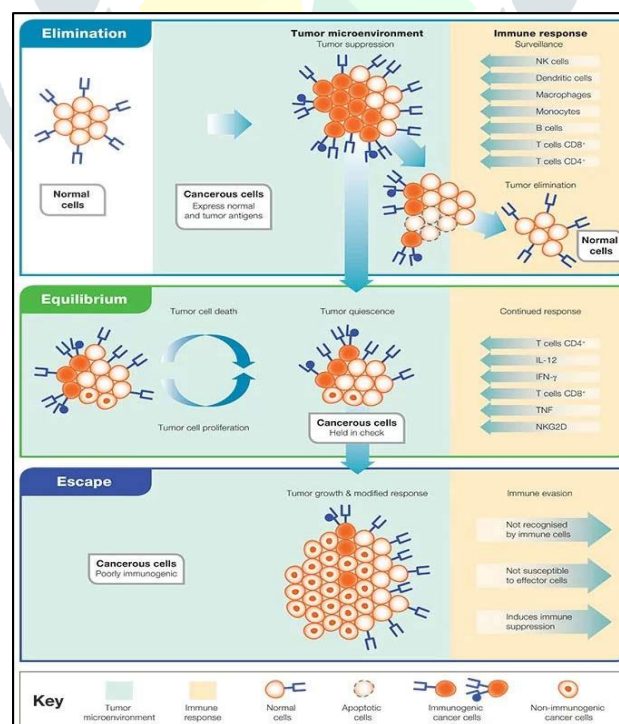 Elimination
Tumor microenvironment
Tumor suppression
Immune response
Surveillance
NK cells
Dendritic cells
Macrophages
Monocytes
B cells
T cells CD8+
T cells CD4+
Normal
cells
Cancerous cells
Express normal
and tumor antigens
Tumor elimination
Normal
cells
Equilibrium
Tumor cell death
Tumor quiescence
Continued response
T cells CD4+
IL-12
IFN-γ
T cells CD8+
TNF
NKG2D
Tumor cell proliferation
Cancerous cells
Held in check
Escape
Tumor growth & modified response
Immune evasion
Cancerous cells
Poorly immunogenic
Not recognised
by immune cells
Not susceptible
to effector cells
Induces immune
suppression
Key
Tumor
microenvironment
Immune
response
Normal
cells
Apoptotic
cells
Immunogenic
cancer cells
Non-immunogenic
cancer cells